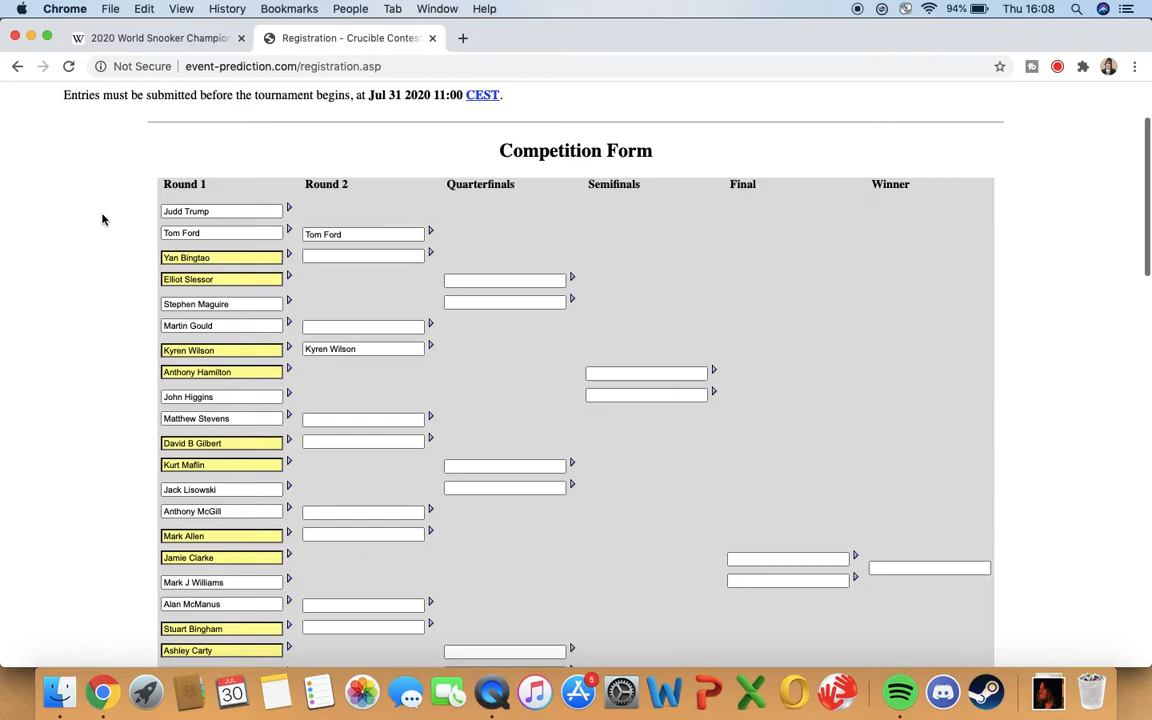 Chrome File Edit View History Bookmarks People Tab Window Help 94% Thu 16:08
W 2020 World Snooker Champio Registration - Crucible Contes
Not Secure event-prediction.com/registration.asp
Entries must be submitted before the tournament begins, at Jul 31 2020 11:00 CEST.
Competition Form
Round 1 Round 2 Quarterfinals Semifinals Final Winner
Judd Trump
Tom Ford Tom Ford
Yan Bingtao
Elliot Slessor
Stephen Maguire
Martin Gould
Kyren Wilson Kyren Wilson
Anthony Hamilton
John Higgins
Matthew Stevens
David B Gilbert
Kurt Maflin
Jack Lisowski
Anthony McGill
Mark Allen
Jamie Clarke
Mark J Williams
Alan McManus
Stuart Bingham
Ashley Carty
JUL 30 5